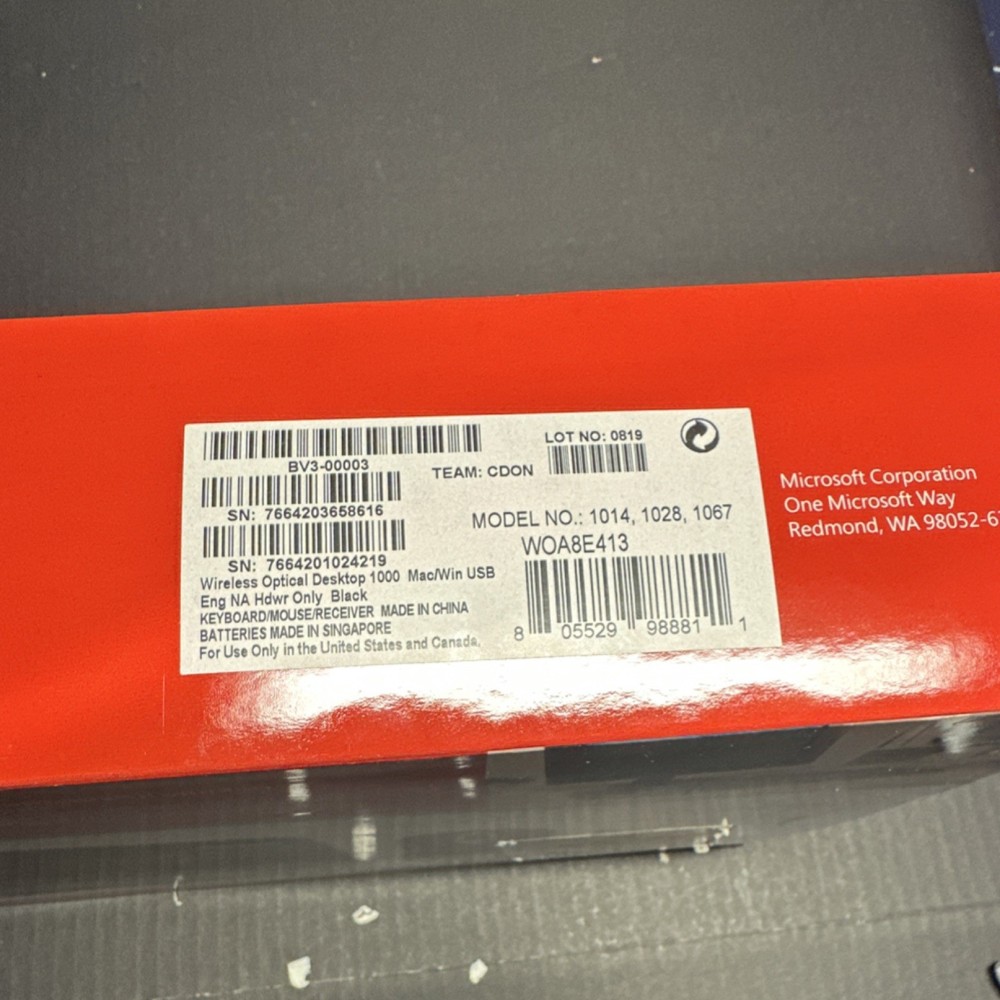 BV3-00003
LOT NO: 0819
TEAM: CDON
SN: 7664203658616
MODEL NO.: 1014, 1028, 1067
WOA8E413
SN: 7664201024219
Wireless Optical Desktop 1000 Mac/Win USB
Eng NA Hdwr Only Black
KEYBOARD/MOUSE/RECEIVER MADE IN CHINA
BATTERIES MADE IN SINGAPORE
For Use Only in the United States and Canada.
8 05529 98881 1
Microsoft Corporation
One Microsoft Way
Redmond, WA 98052-6